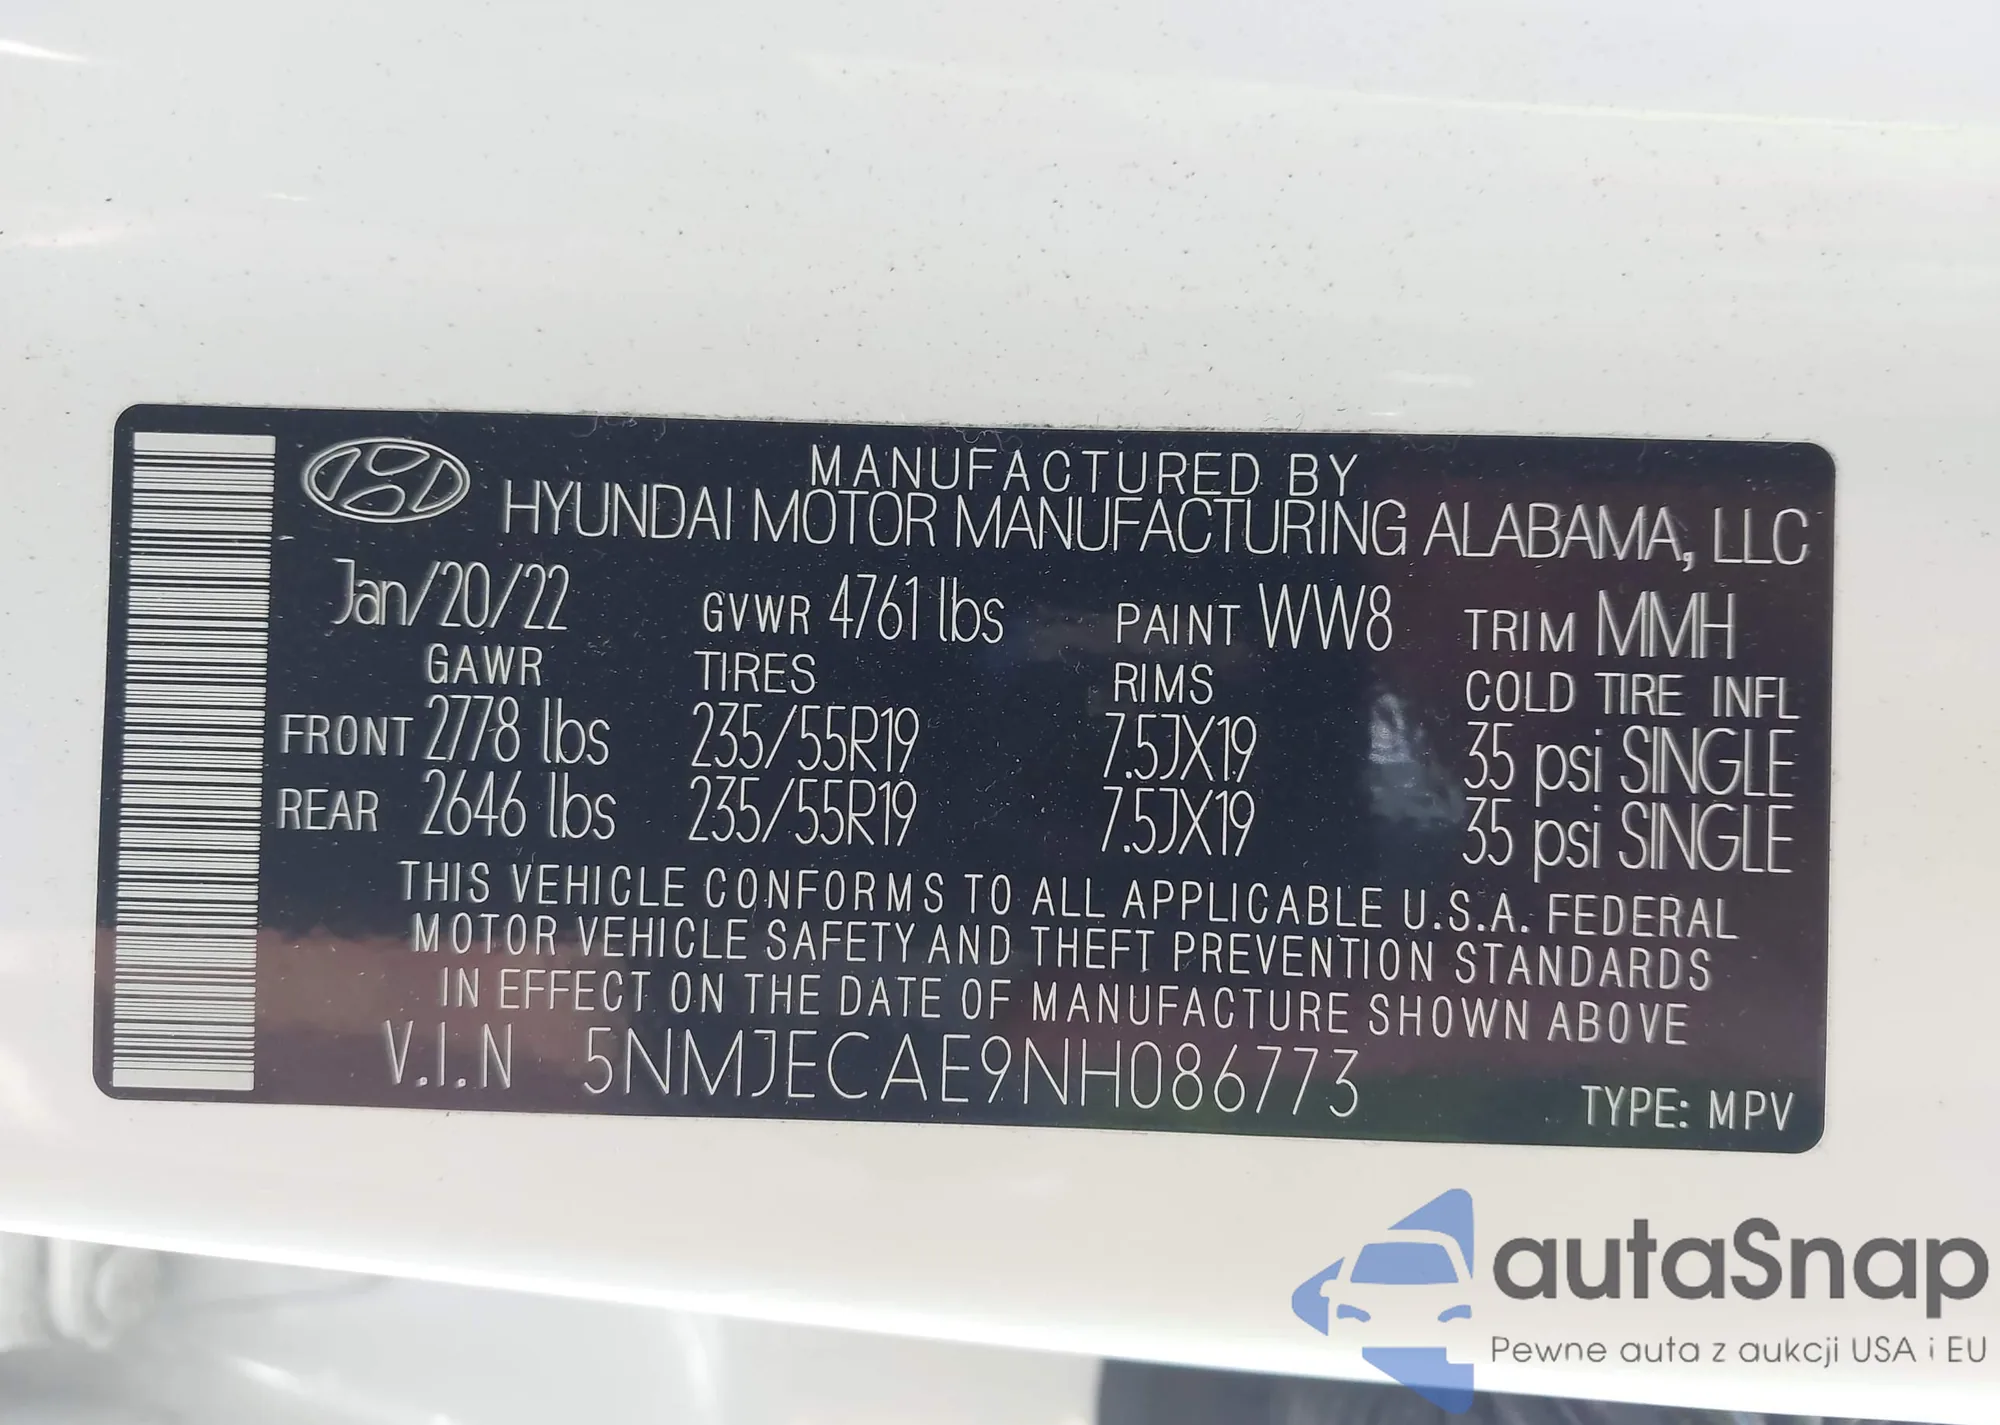 MANUFACTURED BY
HYUNDAI MOTOR MANUFACTURING ALABAMA, LLC
Jan/20/22 GVWR 4761 lbs PAINT WW8 TRIM MMH
GAWR TIRES RIMS COLD TIRE INFL
FRONT 2778 lbs 235/55R19 7.5JX19 35 psi SINGLE
REAR 2646 lbs 235/55R19 7.5JX19 35 psi SINGLE
THIS VEHICLE CONFORMS TO ALL APPLICABLE U.S.A. FEDERAL
MOTOR VEHICLE SAFETY AND THEFT PREVENTION STANDARDS
IN EFFECT ON THE DATE OF MANUFACTURE SHOWN ABOVE
V.I.N 5NMJECAE9NH086773 TYPE: MPV
autaSnap
Pewne auta z aukcji USA i EU